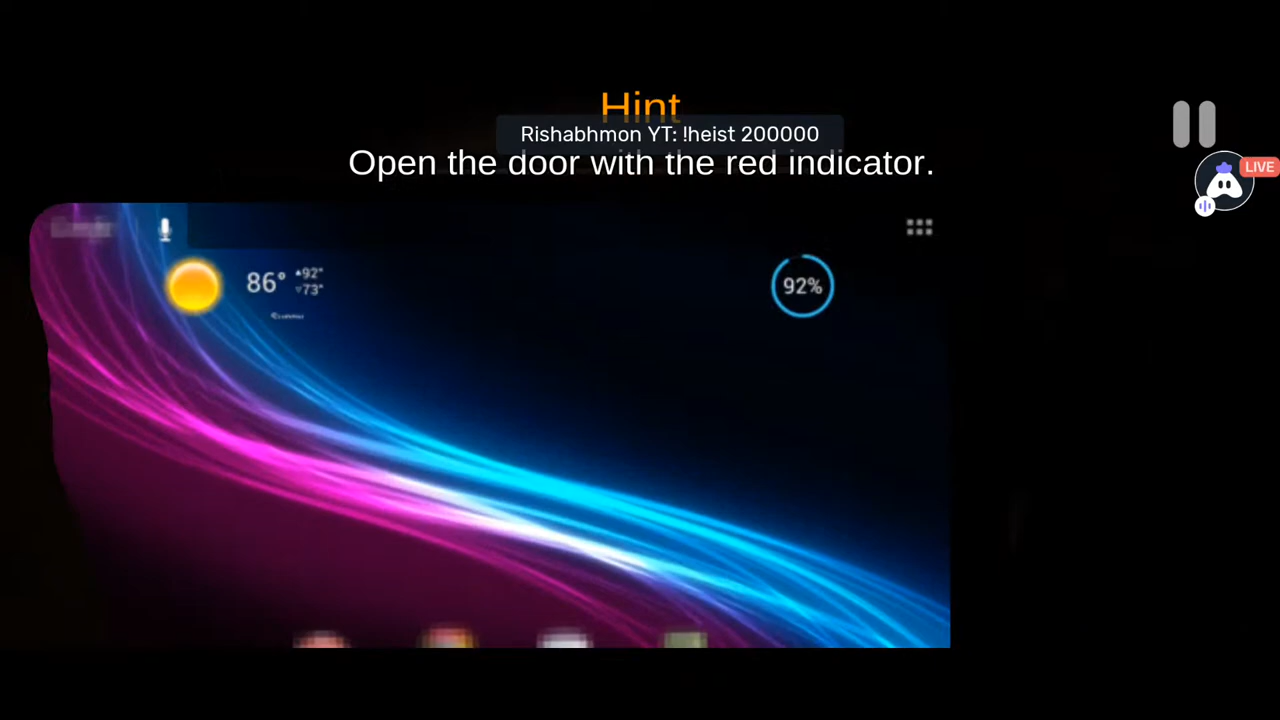 Hint
Rishabhmon YT: !heist 200000
Open the door with the red indicator.
LIVE
86° ▲92°
▽73°
92%